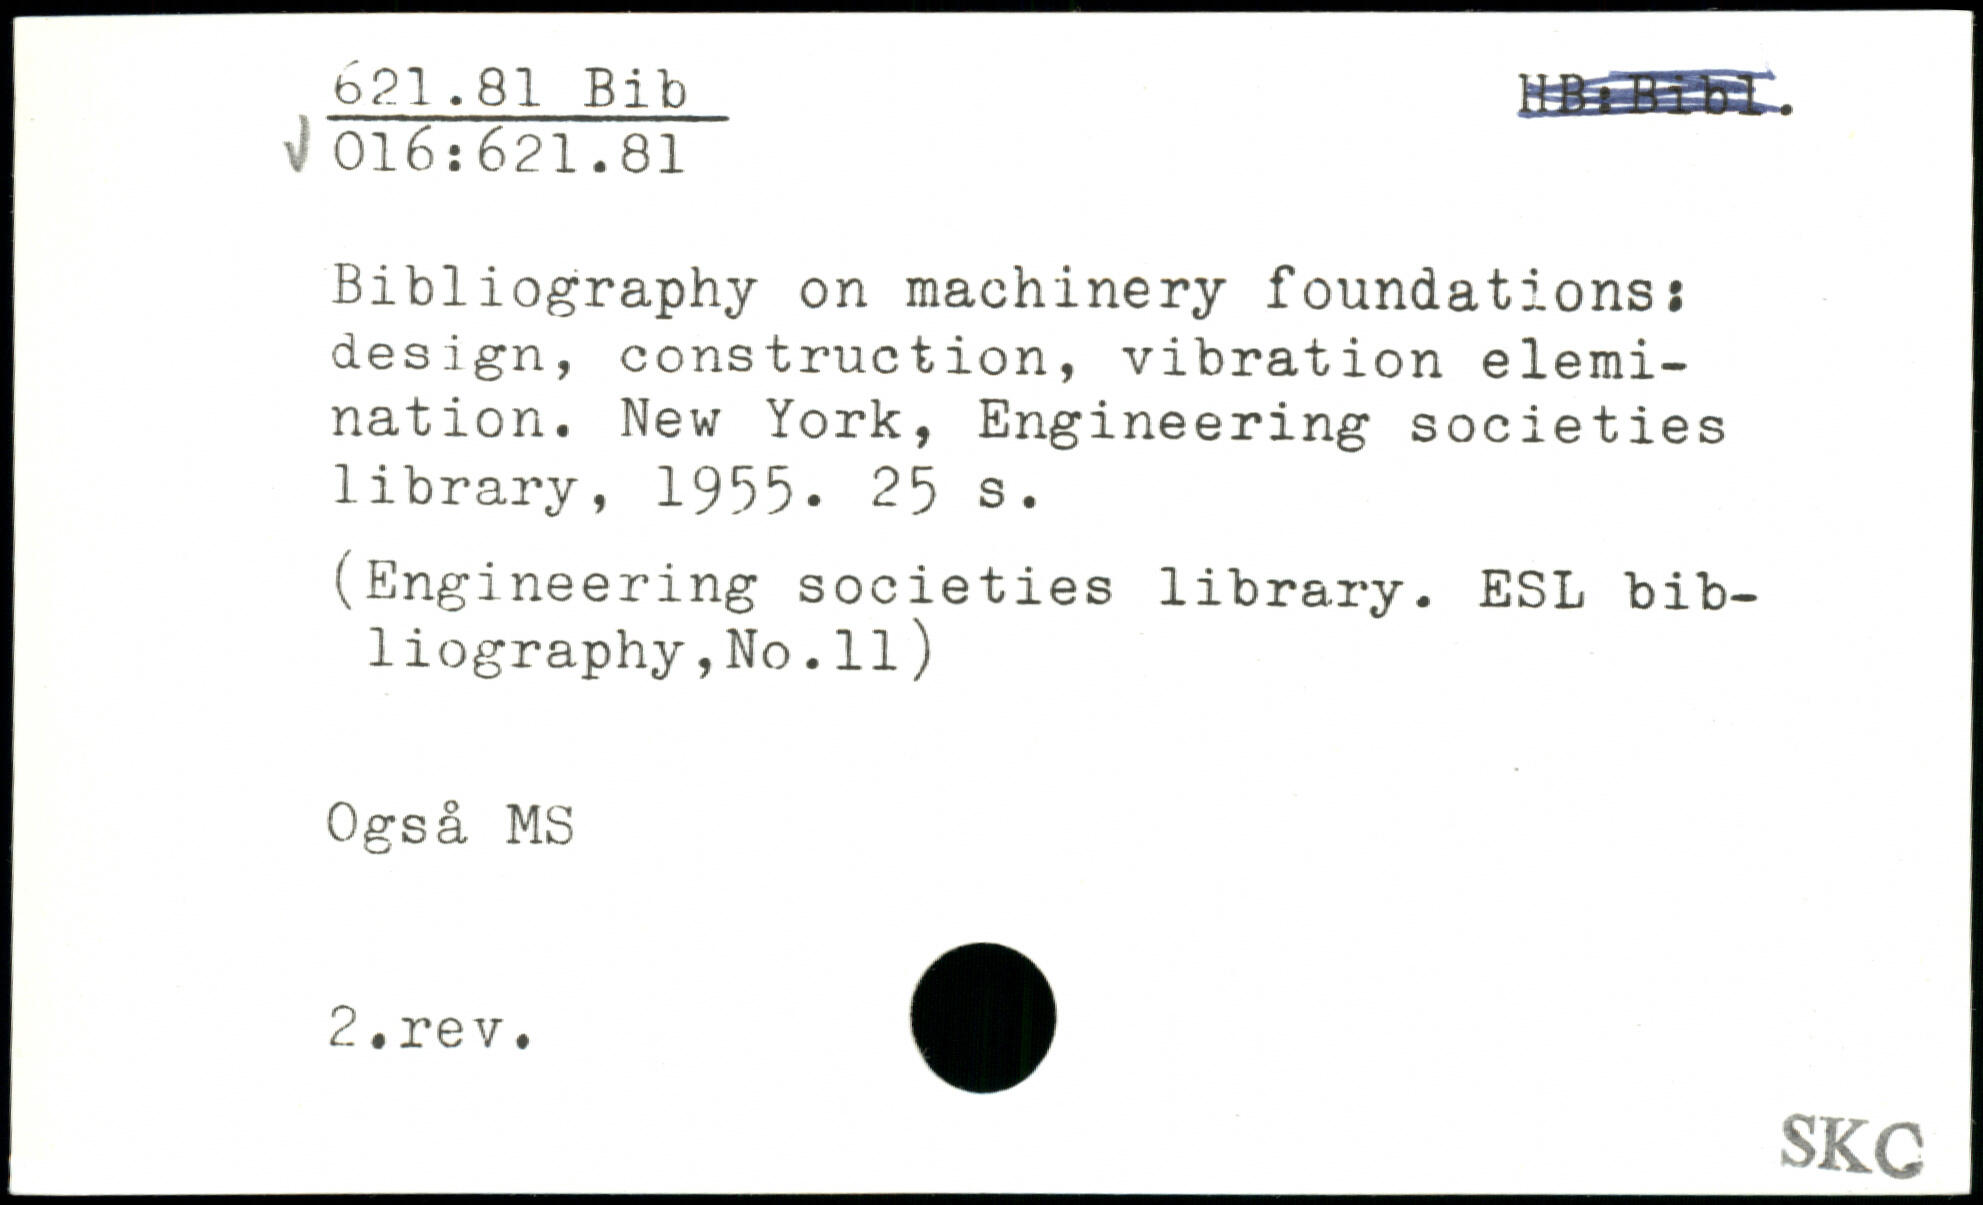 621.81 Bib
HB:Bibl.
√ 016:621.81
Bibliography on machinery foundations:
design, construction, vibration elemi-
nation. New York, Engineering societies
library, 1955. 25 s.
(Engineering societies library. ESL bib-
liography,No.11)
Også MS
2.rev.
SKC